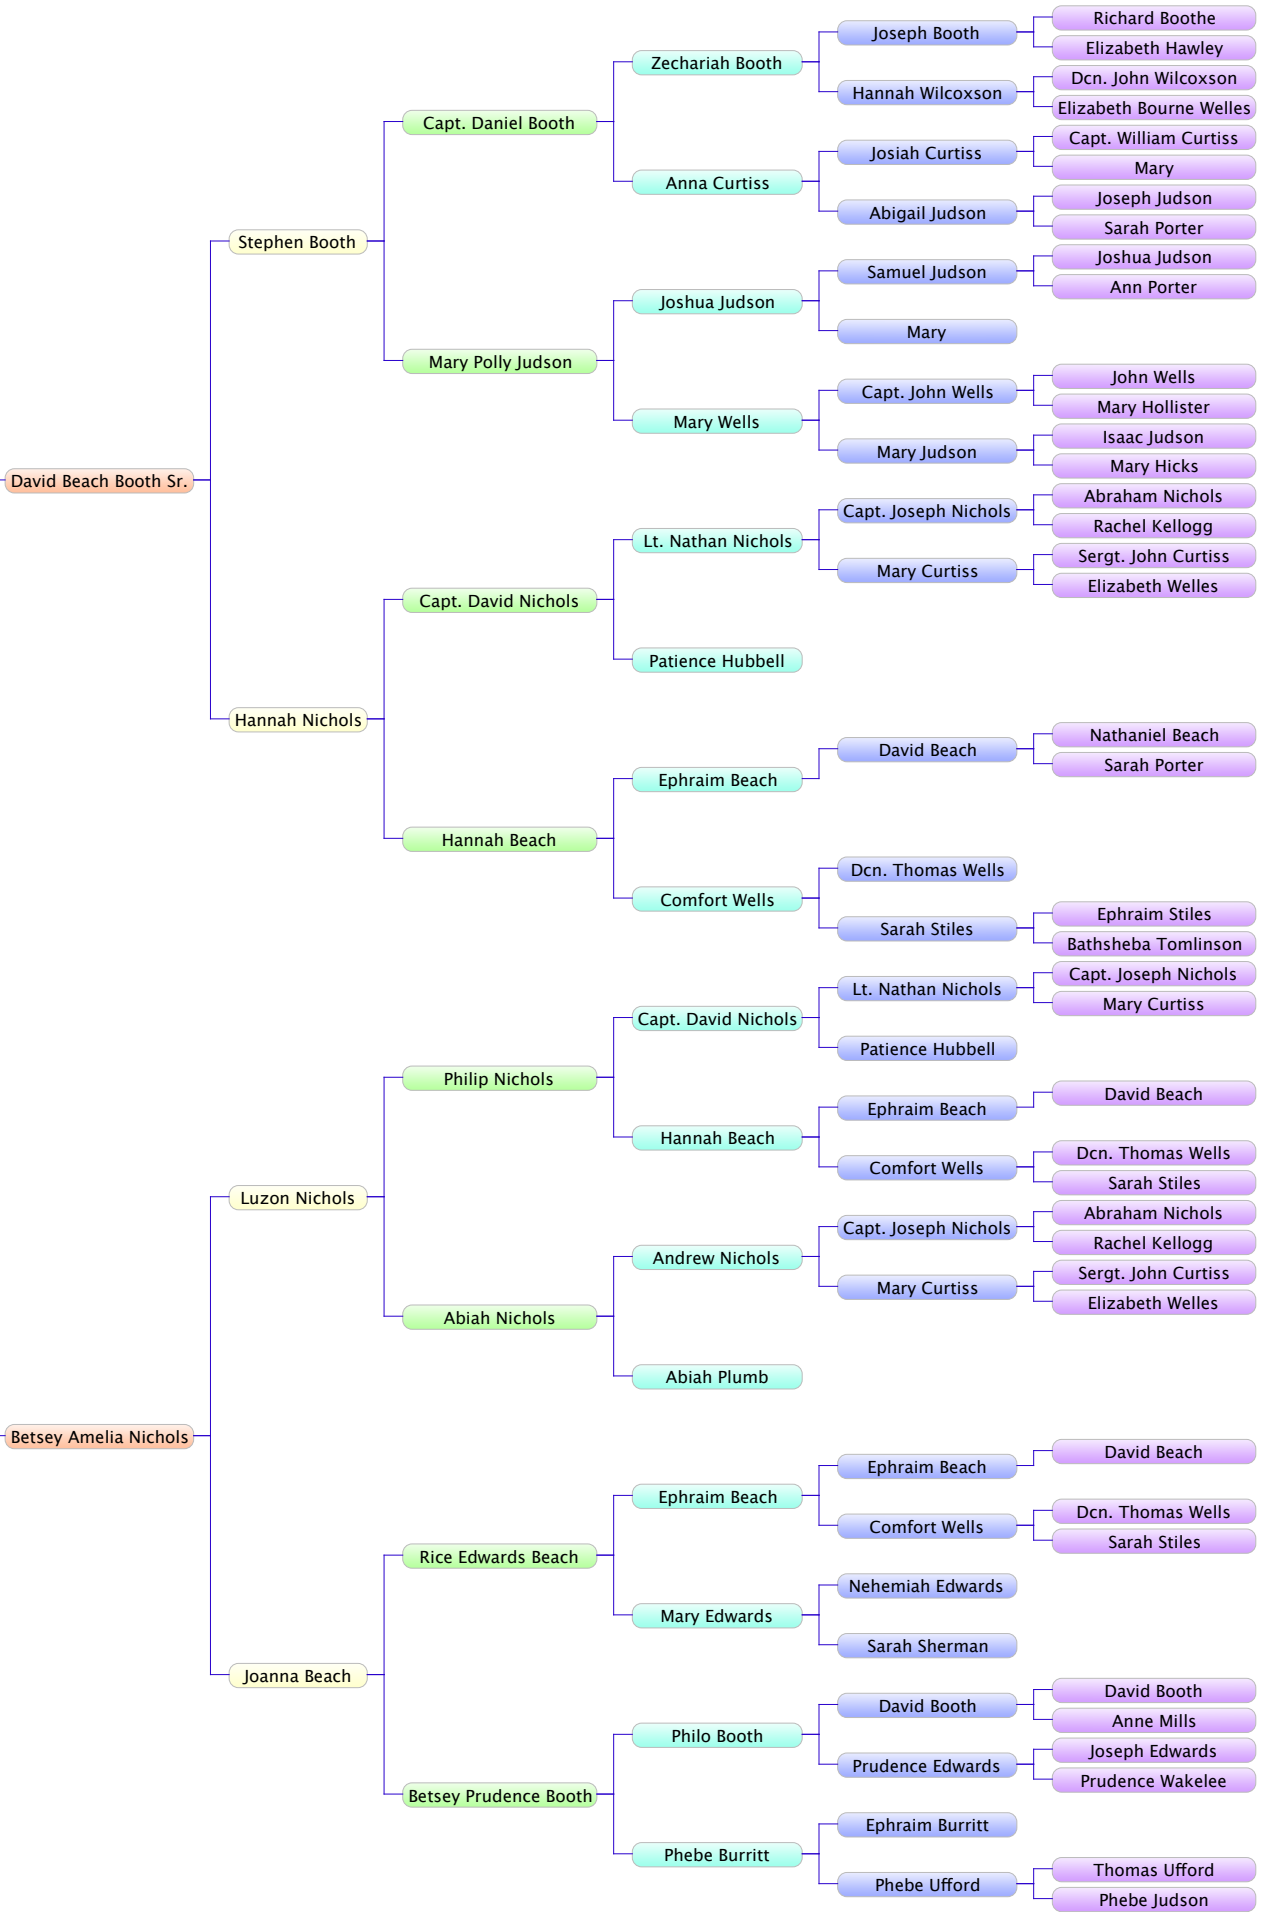 Richard Boothe
Joseph Booth
Elizabeth Hawley
Zechariah Booth
Dcn. John Wilcoxson
Hannah Wilcoxson
Elizabeth Bourne Welles
Capt. Daniel Booth
Capt. William Curtiss
Josiah Curtiss
Mary
Anna Curtiss
Joseph Judson
Abigail Judson
Sarah Porter
Stephen Booth
Joshua Judson
Samuel Judson
Ann Porter
Joshua Judson
Mary
Mary Polly Judson
John Wells
Capt. John Wells
Mary Hollister
Mary Wells
Isaac Judson
Mary Judson
Mary Hicks
David Beach Booth Sr.
Abraham Nichols
Capt. Joseph Nichols
Rachel Kellogg
Lt. Nathan Nichols
Sergt. John Curtiss
Mary Curtiss
Elizabeth Welles
Capt. David Nichols
Patience Hubbell
Hannah Nichols
Nathaniel Beach
David Beach
Sarah Porter
Ephraim Beach
Hannah Beach
Dcn. Thomas Wells
Comfort Wells
Ephraim Stiles
Sarah Stiles
Bathsheba Tomlinson
Capt. Joseph Nichols
Lt. Nathan Nichols
Mary Curtiss
Capt. David Nichols
Patience Hubbell
Philip Nichols
David Beach
Ephraim Beach
Hannah Beach
Dcn. Thomas Wells
Comfort Wells
Sarah Stiles
Luzon Nichols
Abraham Nichols
Capt. Joseph Nichols
Rachel Kellogg
Andrew Nichols
Sergt. John Curtiss
Mary Curtiss
Elizabeth Welles
Abiah Nichols
Abiah Plumb
Betsey Amelia Nichols
David Beach
Ephraim Beach
Ephraim Beach
Dcn. Thomas Wells
Comfort Wells
Sarah Stiles
Rice Edwards Beach
Nehemiah Edwards
Mary Edwards
Sarah Sherman
Joanna Beach
David Booth
David Booth
Anne Mills
Philo Booth
Joseph Edwards
Prudence Edwards
Prudence Wakelee
Betsey Prudence Booth
Ephraim Burritt
Phebe Burritt
Thomas Ufford
Phebe Ufford
Phebe Judson